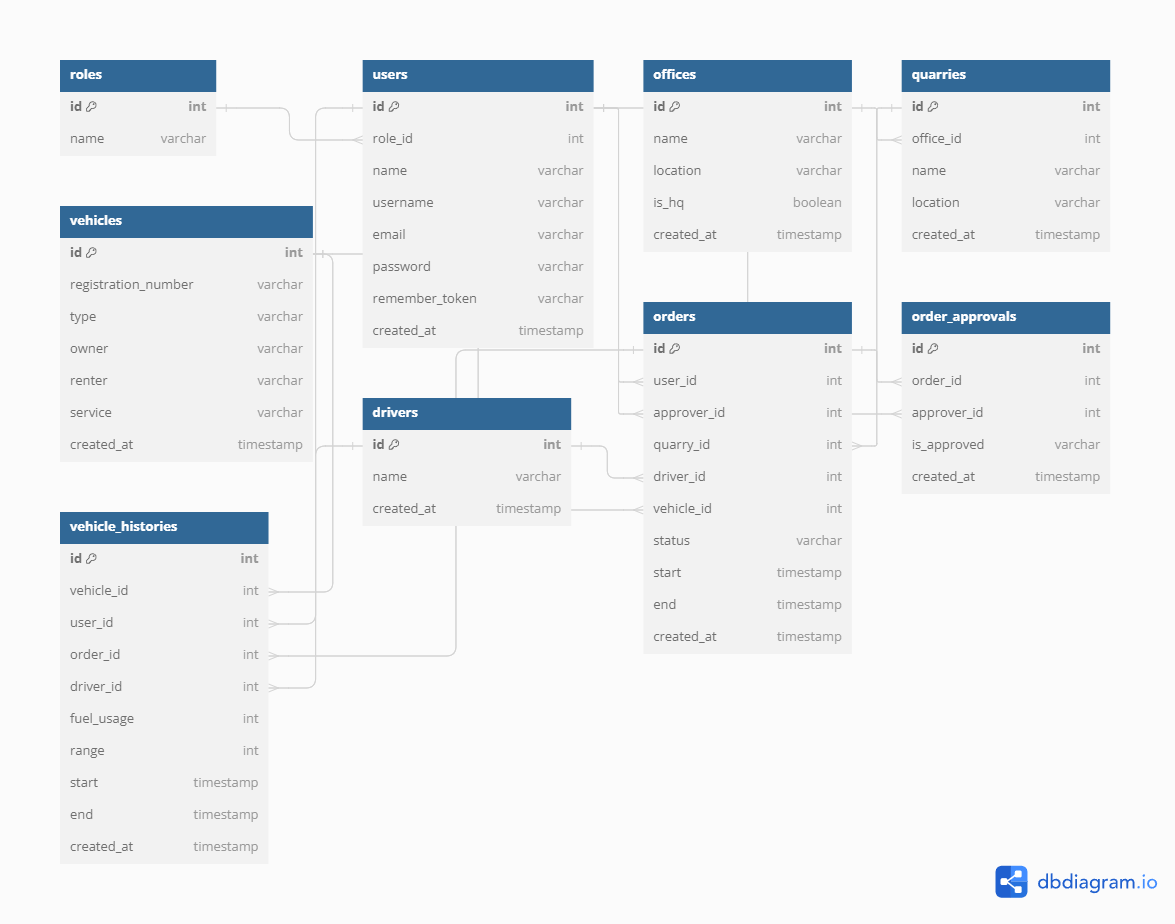 roles
id int
name varchar
users
id int
role_id int
name varchar
username varchar
email varchar
password varchar
remember_token varchar
created_at timestamp
offices
id int
name varchar
location varchar
is_hq boolean
created_at timestamp
quarries
id int
office_id int
name varchar
location varchar
created_at timestamp
vehicles
id int
registration_number varchar
type varchar
owner varchar
renter varchar
service varchar
created_at timestamp
drivers
id int
name varchar
created_at timestamp
orders
id int
user_id int
approver_id int
quarry_id int
driver_id int
vehicle_id int
status varchar
start timestamp
end timestamp
created_at timestamp
order_approvals
id int
order_id int
approver_id int
is_approved varchar
created_at timestamp
vehicle_histories
id int
vehicle_id int
user_id int
order_id int
driver_id int
fuel_usage int
range int
start timestamp
end timestamp
created_at timestamp
dbdiagram.io